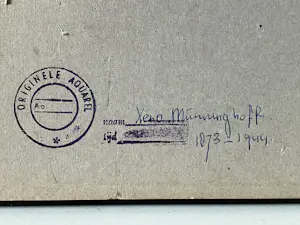 ORIGINELE AQUAREL
No
naam Xeno Münninghoff
tijd 1873 - 1944